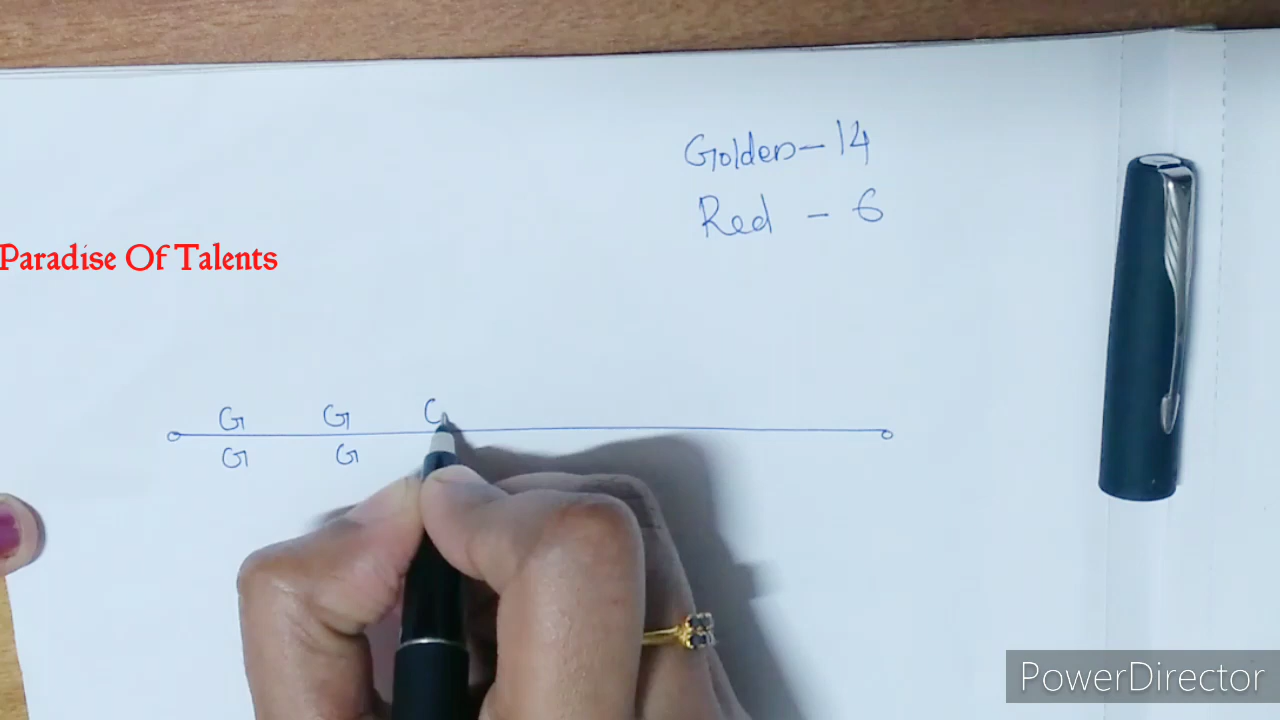 Golden - 14
Red - 6
Paradise Of Talents
G G G
G G
PowerDirector